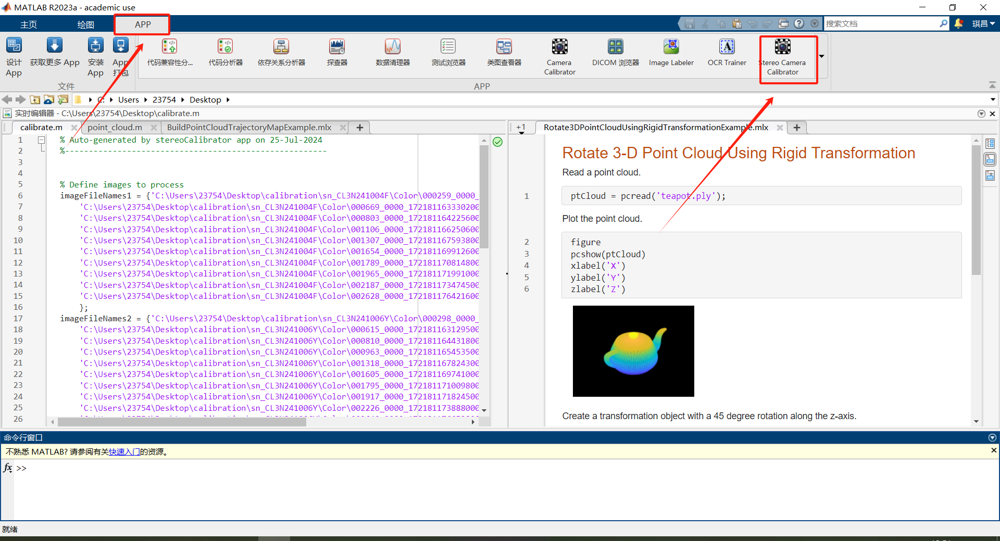 MATLAB R2023a - academic use
主页
绘图
APP
搜索文档
琪昌
设计
App
获取更多 App
安装
App
App
打包
代码兼容性分...
代码分析器
依存关系分析器
探查器
数据清理器
测试浏览器
类图查看器
Camera
Calibrator
DICOM 浏览器
Image Labeler
OCR Trainer
Stereo Camera
Calibrator
文件
APP
C: ▸ Users ▸ 23754 ▸ Desktop ▸
实时编辑器 - C:\Users\23754\Desktop\calibrate.m
calibrate.m
point_cloud.m
BuildPointCloudTrajectoryMapExample.mlx
+
1 % Auto-generated by stereoCalibrator app on 25-Jul-2024
2 %-------------------------------------------------------
3
4
5 % Define images to process
6 imageFileNames1 = {'C:\Users\23754\Desktop\calibration\sn_CL3N241004F\Color\000259_0000_
7 'C:\Users\23754\Desktop\calibration\sn_CL3N241004F\Color\000669_0000_172181163330200
8 'C:\Users\23754\Desktop\calibration\sn_CL3N241004F\Color\000803_0000_172181164225600
9 'C:\Users\23754\Desktop\calibration\sn_CL3N241004F\Color\001106_0000_172181166250600
10 'C:\Users\23754\Desktop\calibration\sn_CL3N241004F\Color\001307_0000_172181167593800
11 'C:\Users\23754\Desktop\calibration\sn_CL3N241004F\Color\001654_0000_172181169912600
12 'C:\Users\23754\Desktop\calibration\sn_CL3N241004F\Color\001789_0000_172181170814800
13 'C:\Users\23754\Desktop\calibration\sn_CL3N241004F\Color\001965_0000_172181171991000
14 'C:\Users\23754\Desktop\calibration\sn_CL3N241004F\Color\002187_0000_172181173474500
15 'C:\Users\23754\Desktop\calibration\sn_CL3N241004F\Color\002628_0000_172181176421600
16 };
17 imageFileNames2 = {'C:\Users\23754\Desktop\calibration\sn_CL3N241006Y\Color\000298_0000_
18 'C:\Users\23754\Desktop\calibration\sn_CL3N241006Y\Color\000615_0000_172181163129500
19 'C:\Users\23754\Desktop\calibration\sn_CL3N241006Y\Color\000810_0000_172181164431800
20 'C:\Users\23754\Desktop\calibration\sn_CL3N241006Y\Color\000963_0000_172181165453500
21 'C:\Users\23754\Desktop\calibration\sn_CL3N241006Y\Color\001318_0000_172181167824300
22 'C:\Users\23754\Desktop\calibration\sn_CL3N241006Y\Color\001605_0000_172181169741000
23 'C:\Users\23754\Desktop\calibration\sn_CL3N241006Y\Color\001795_0000_172181171009800
24 'C:\Users\23754\Desktop\calibration\sn_CL3N241006Y\Color\001917_0000_172181171824500
25 'C:\Users\23754\Desktop\calibration\sn_CL3N241006Y\Color\002226_0000_172181173888000
26
+1
Rotate3DPointCloudUsingRigidTransformationExample.mlx
+
Rotate 3-D Point Cloud Using Rigid Transformation
Read a point cloud.
1 ptCloud = pcread('teapot.ply');
Plot the point cloud.
2 figure
3 pcshow(ptCloud)
4 xlabel('X')
5 ylabel('Y')
6 zlabel('Z')
Create a transformation object with a 45 degree rotation along the z-axis.
命令行窗口
不熟悉 MATLAB? 请参阅有关快速入门的资源。
fx >>
就绪